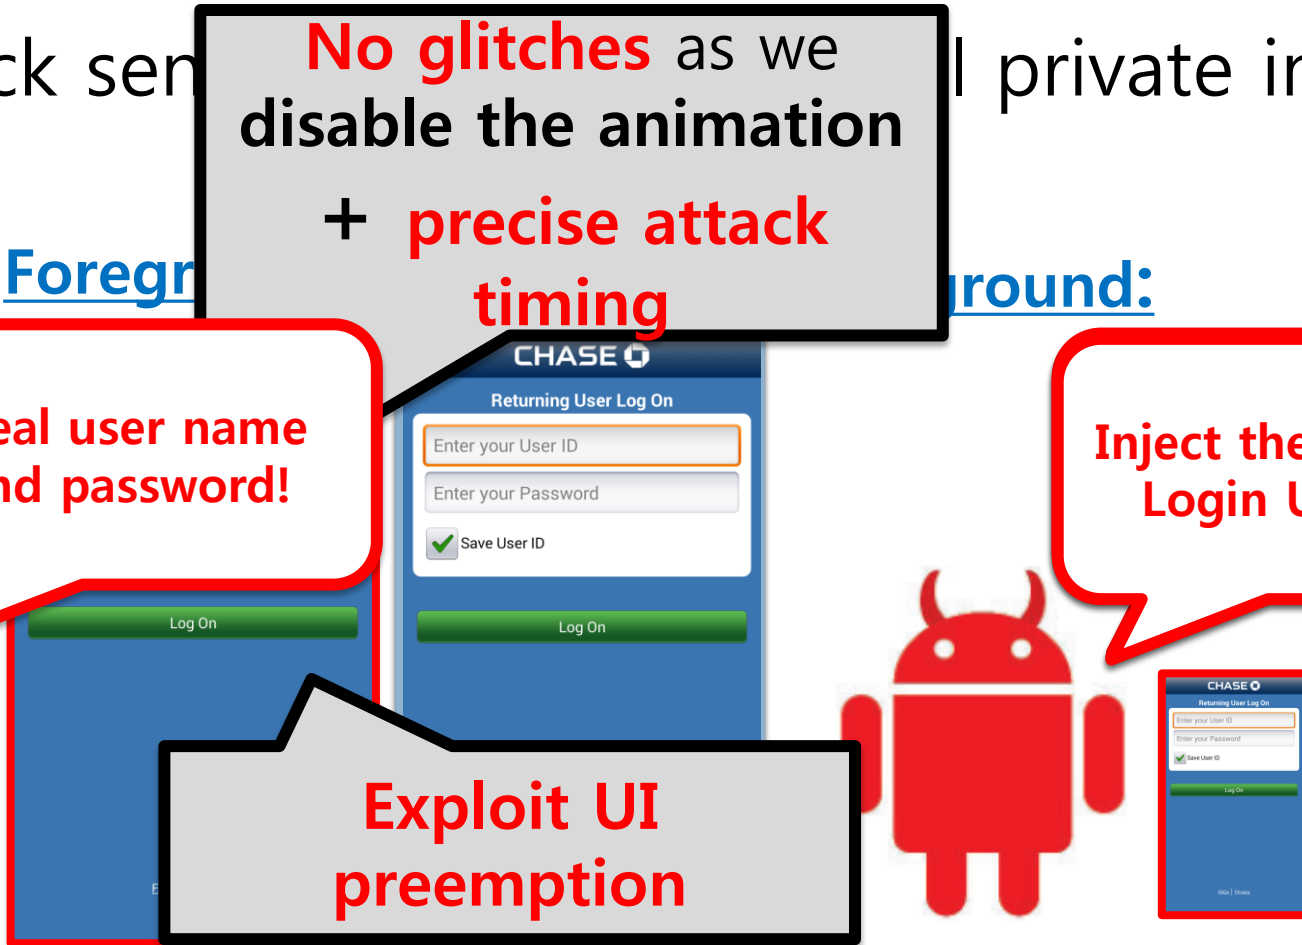 ck sen
l private in
No glitches as we
disable the animation
+ precise attack
timing
Foregr
ground:
eal user name
nd password!
CHASE
Returning User Log On
Enter your User ID
Enter your Password
Save User ID
Log On
Log On
Inject the
Login U
Exploit UI
preemption
CHASE
Returning User Log On
Enter your User ID
Enter your Password
Save User ID
Log On
FAQs | Privacy